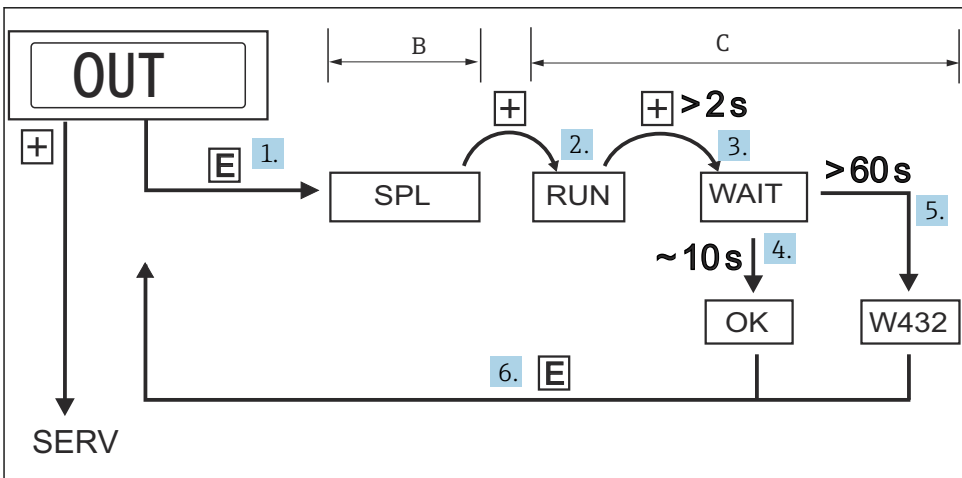 B
C
OUT
+
+
+ >2s
E
1.
2.
3.
SPL
RUN
WAIT
>60s
5.
~10s
4.
OK
W432
6.
E
SERV